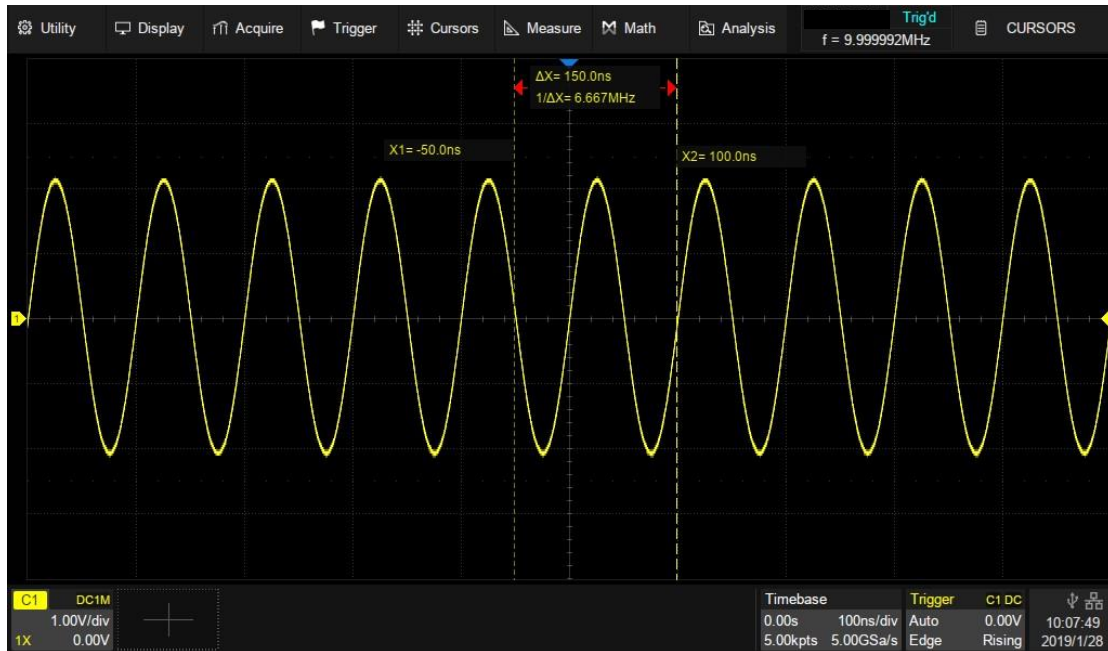 Utility Display Acquire Trigger Cursors Measure Math Analysis
Trig'd
f = 9.999992MHz
CURSORS
ΔX= 150.0ns
1/ΔX= 6.667MHz
X1= -50.0ns
X2= 100.0ns
1
C1 DC1M
1.00V/div
1X 0.00V
Timebase
0.00s 100ns/div
5.00kpts 5.00GSa/s
Trigger C1 DC
Auto 0.00V
Edge Rising
10:07:49
2019/1/28